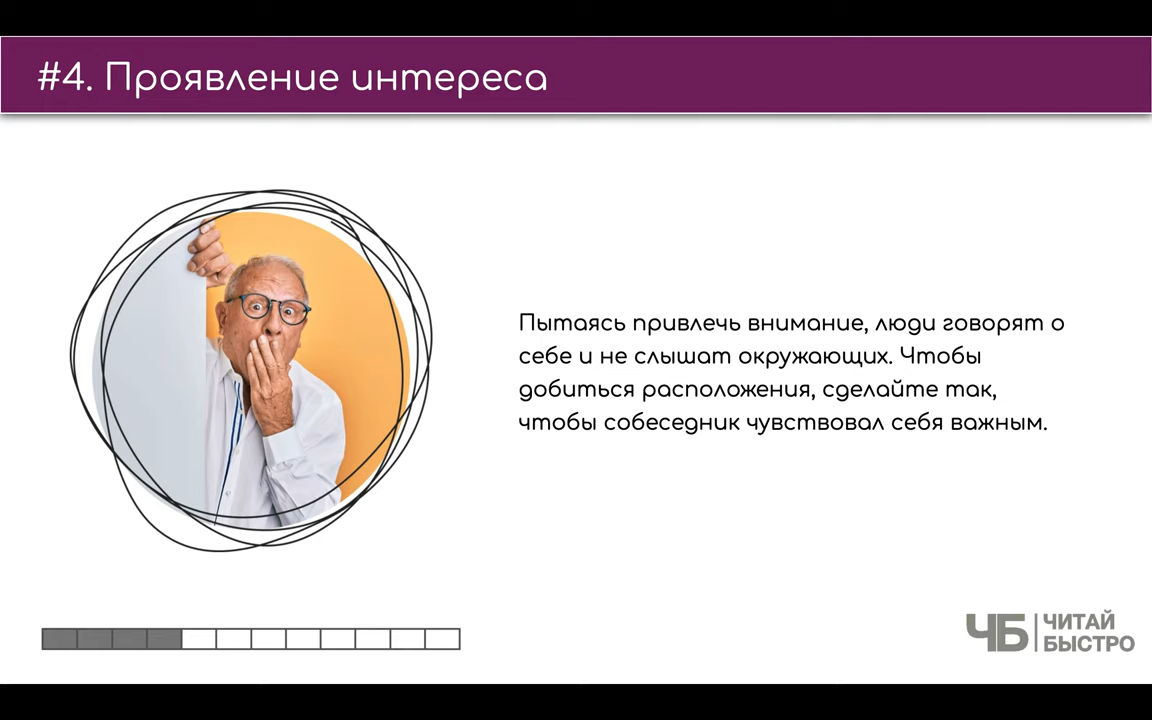 #4. Проявление интереса
Пытаясь привлечь внимание, люди говорят о
себе и не слышат окружающих. Чтобы
добиться расположения, сделайте так,
чтобы собеседник чувствовал себя важным.
ЧБ
ЧИТАЙ
БЫСТРО